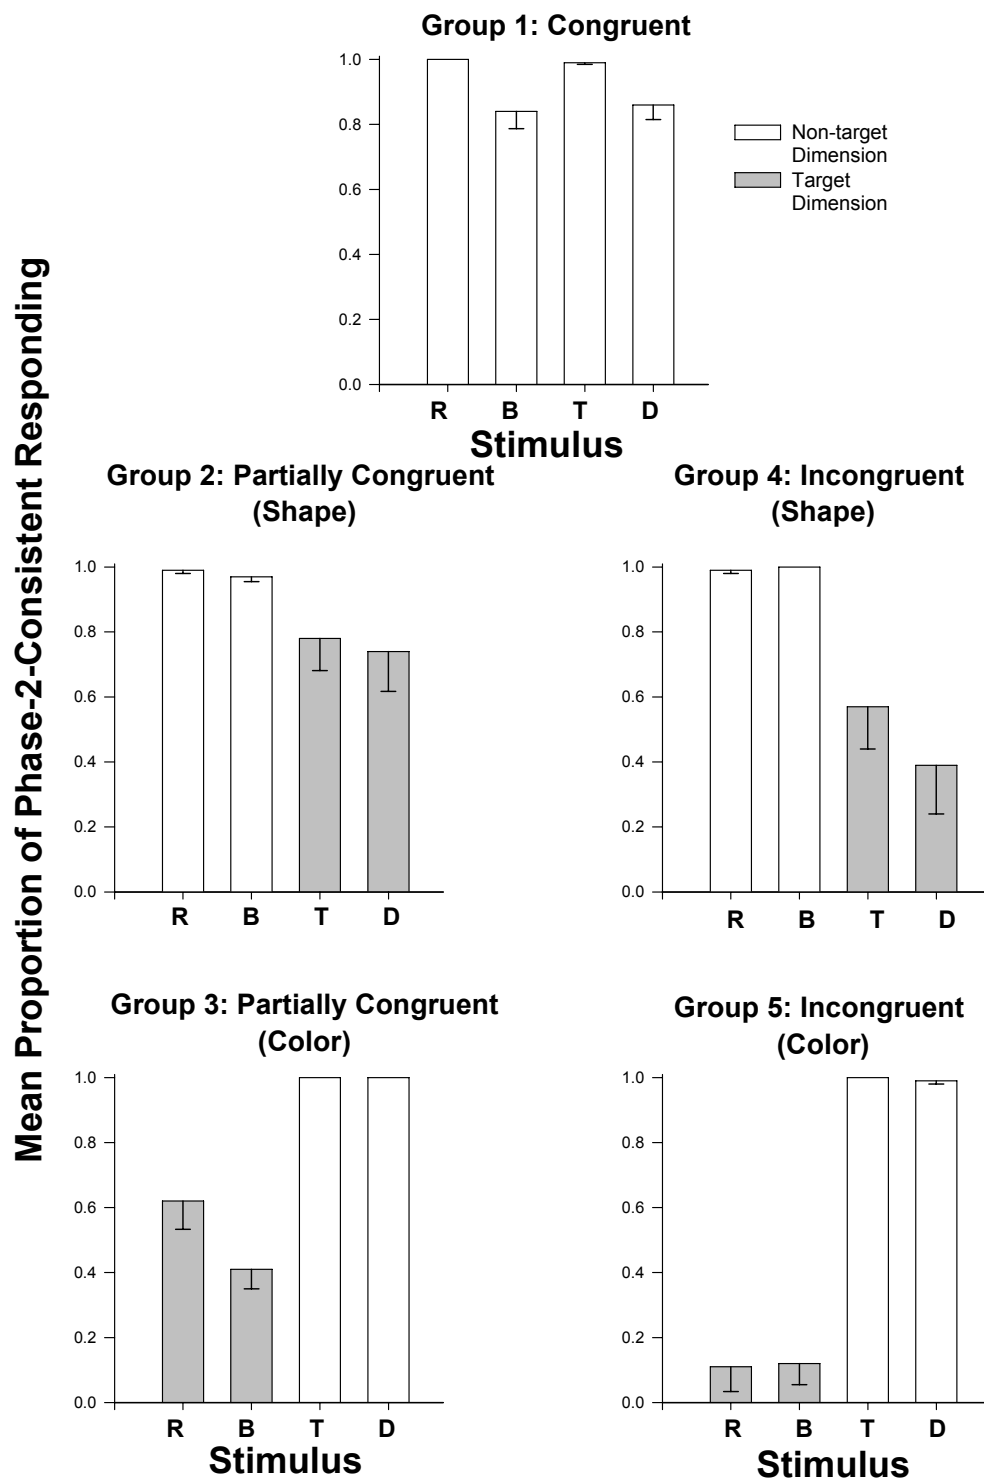 Group 1: Congruent
1.0
0.8
0.6
0.4
0.2
0.0
R B T D
Stimulus
Non-target
Dimension
Target
Dimension
Mean Proportion of Phase-2-Consistent Responding
Group 2: Partially Congruent
(Shape)
1.0
0.8
0.6
0.4
0.2
0.0
R B T D
Group 4: Incongruent
(Shape)
1.0
0.8
0.6
0.4
0.2
0.0
R B T D
Group 3: Partially Congruent
(Color)
1.0
0.8
0.6
0.4
0.2
0.0
R B T D
Stimulus
Group 5: Incongruent
(Color)
1.0
0.8
0.6
0.4
0.2
0.0
R B T D
Stimulus